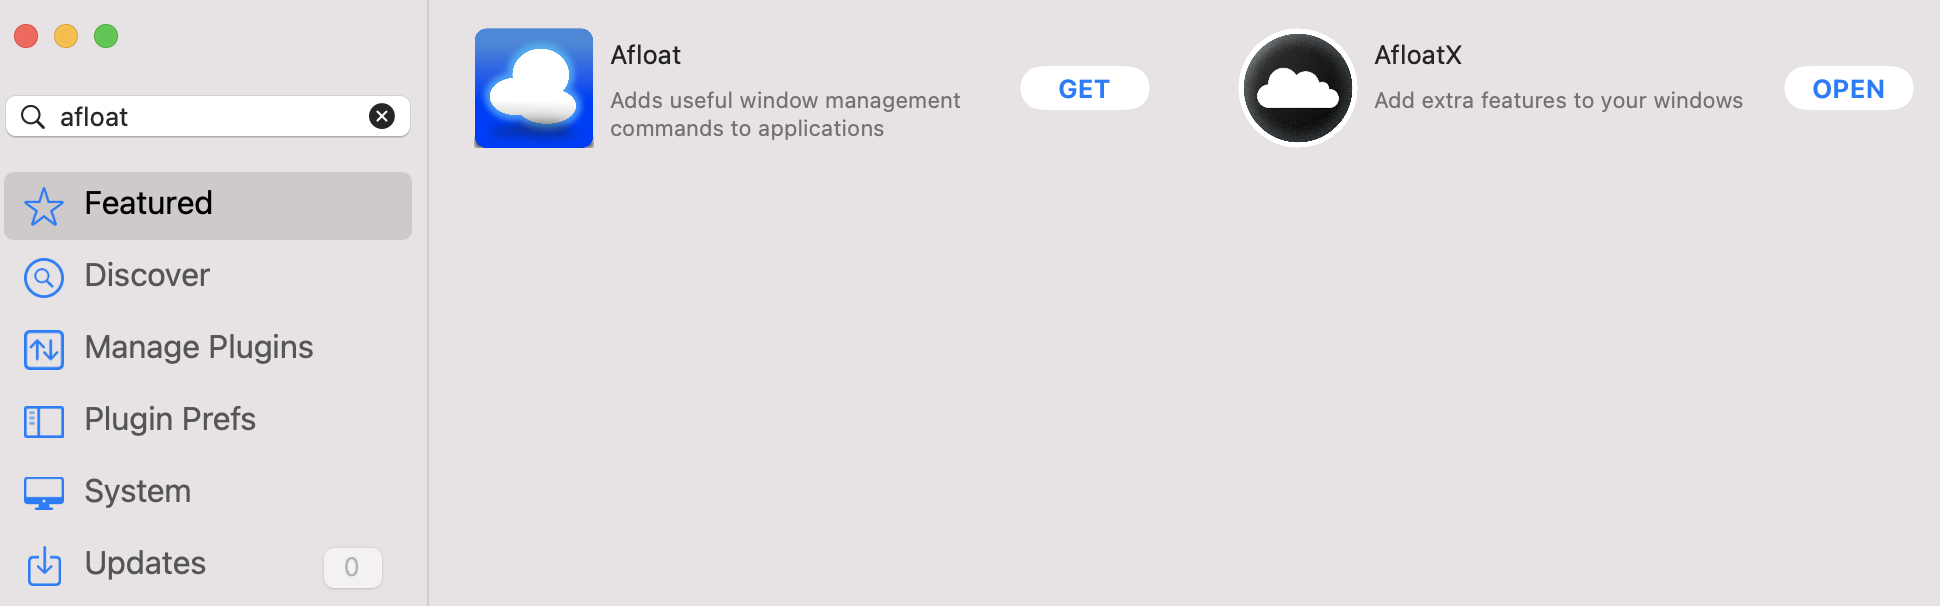 afloat
Featured
Discover
Manage Plugins
Plugin Prefs
System
Updates 0
Afloat
Adds useful window management
commands to applications
GET
AfloatX
Add extra features to your windows
OPEN